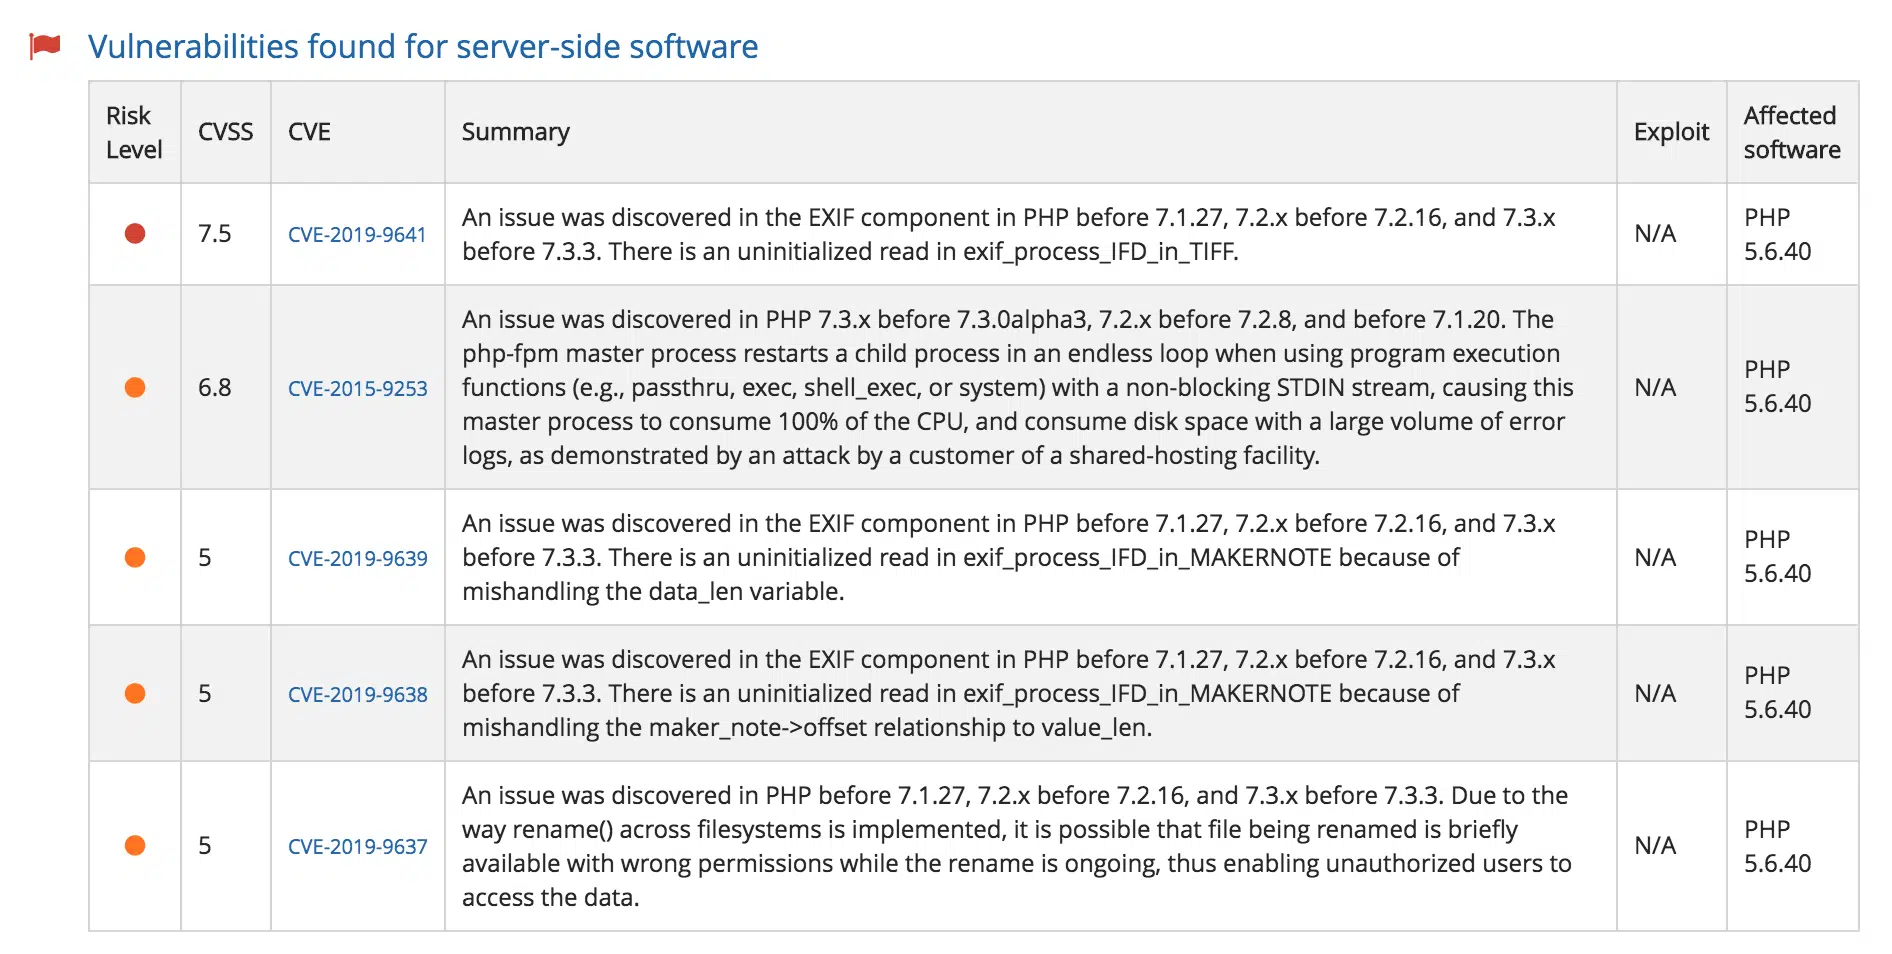 Vulnerabilities found for server-side software
Risk
Level
CVSS
CVE
Summary
Exploit
Affected
software
7.5
CVE-2019-9641
An issue was discovered in the EXIF component in PHP before 7.1.27, 7.2.x before 7.2.16, and 7.3.x
before 7.3.3. There is an uninitialized read in exif_process_IFD_in_TIFF.
N/A
PHP
5.6.40
6.8
CVE-2015-9253
An issue was discovered in PHP 7.3.x before 7.3.0alpha3, 7.2.x before 7.2.8, and before 7.1.20. The
php-fpm master process restarts a child process in an endless loop when using program execution
functions (e.g., passthru, exec, shell_exec, or system) with a non-blocking STDIN stream, causing this
master process to consume 100% of the CPU, and consume disk space with a large volume of error
logs, as demonstrated by an attack by a customer of a shared-hosting facility.
N/A
PHP
5.6.40
5
CVE-2019-9639
An issue was discovered in the EXIF component in PHP before 7.1.27, 7.2.x before 7.2.16, and 7.3.x
before 7.3.3. There is an uninitialized read in exif_process_IFD_in_MAKERNOTE because of
mishandling the data_len variable.
N/A
PHP
5.6.40
5
CVE-2019-9638
An issue was discovered in the EXIF component in PHP before 7.1.27, 7.2.x before 7.2.16, and 7.3.x
before 7.3.3. There is an uninitialized read in exif_process_IFD_in_MAKERNOTE because of
mishandling the maker_note->offset relationship to value_len.
N/A
PHP
5.6.40
5
CVE-2019-9637
An issue was discovered in PHP before 7.1.27, 7.2.x before 7.2.16, and 7.3.x before 7.3.3. Due to the
way rename() across filesystems is implemented, it is possible that file being renamed is briefly
available with wrong permissions while the rename is ongoing, thus enabling unauthorized users to
access the data.
N/A
PHP
5.6.40